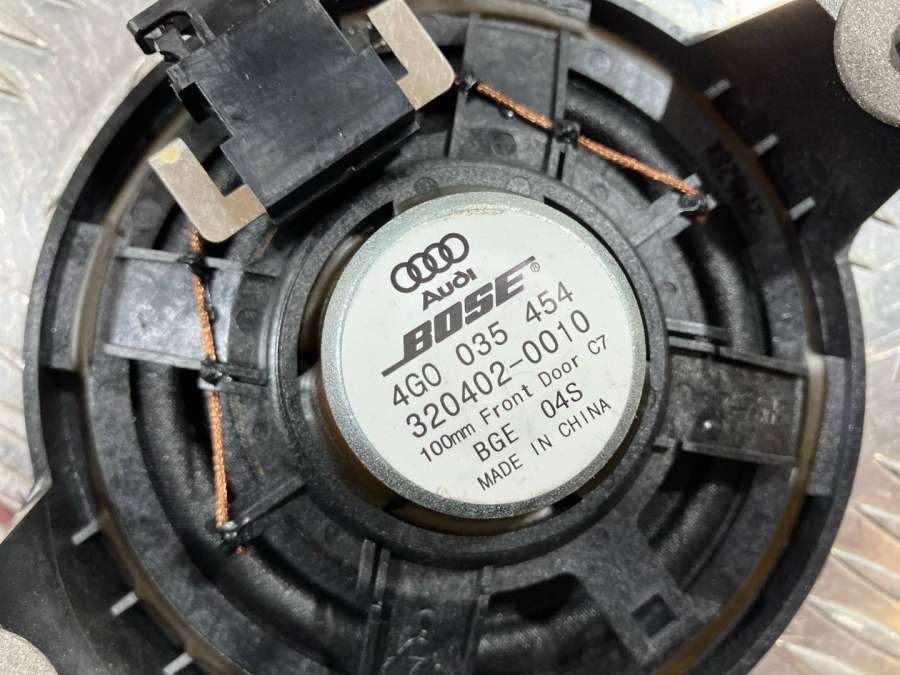 Audi
BOSE®
4G0 035 454
320402-0010
100mm Front Door C7
BGE 04S
MADE IN CHINA